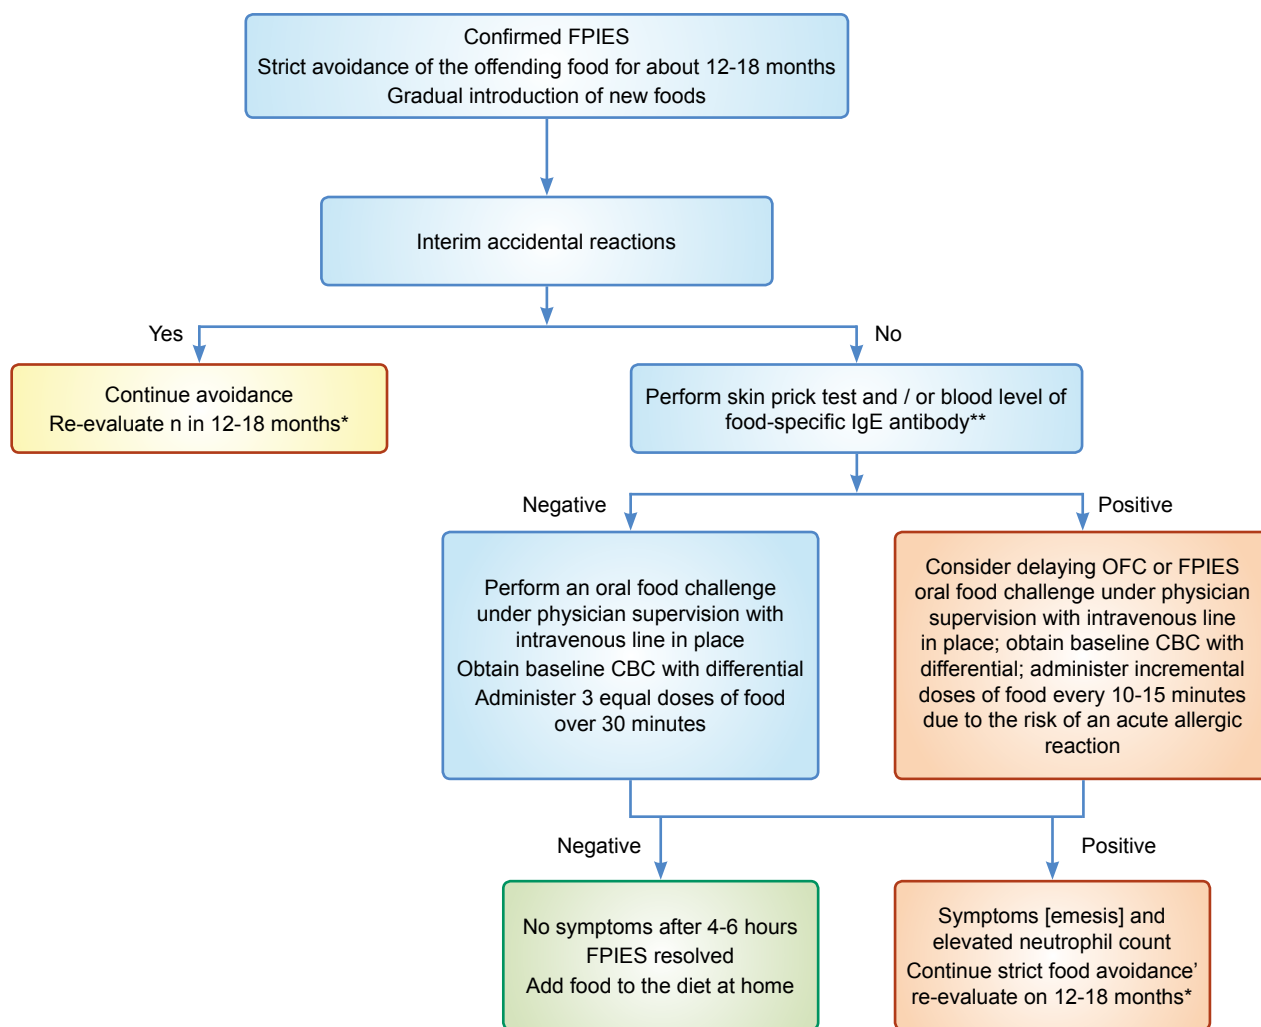 Confirmed FPIES
Strict avoidance of the offending food for about 12-18 months
Gradual introduction of new foods
Interim accidental reactions
Yes
No
Continue avoidance
Re-evaluate n in 12-18 months*
Perform skin prick test and / or blood level of
food-specific IgE antibody**
Negative
Positive
Perform an oral food challenge
under physician supervision with
intravenous line in place
Obtain baseline CBC with differential
Administer 3 equal doses of food
over 30 minutes
Consider delaying OFC or FPIES
oral food challenge under physician
supervision with intravenous line
in place; obtain baseline CBC with
differential; administer incremental
doses of food every 10-15 minutes
due to the risk of an acute allergic
reaction
Negative
Positive
No symptoms after 4-6 hours
FPIES resolved
Add food to the diet at home
Symptoms [emesis] and
elevated neutrophil count
Continue strict food avoidance’
re-evaluate on 12-18 months*